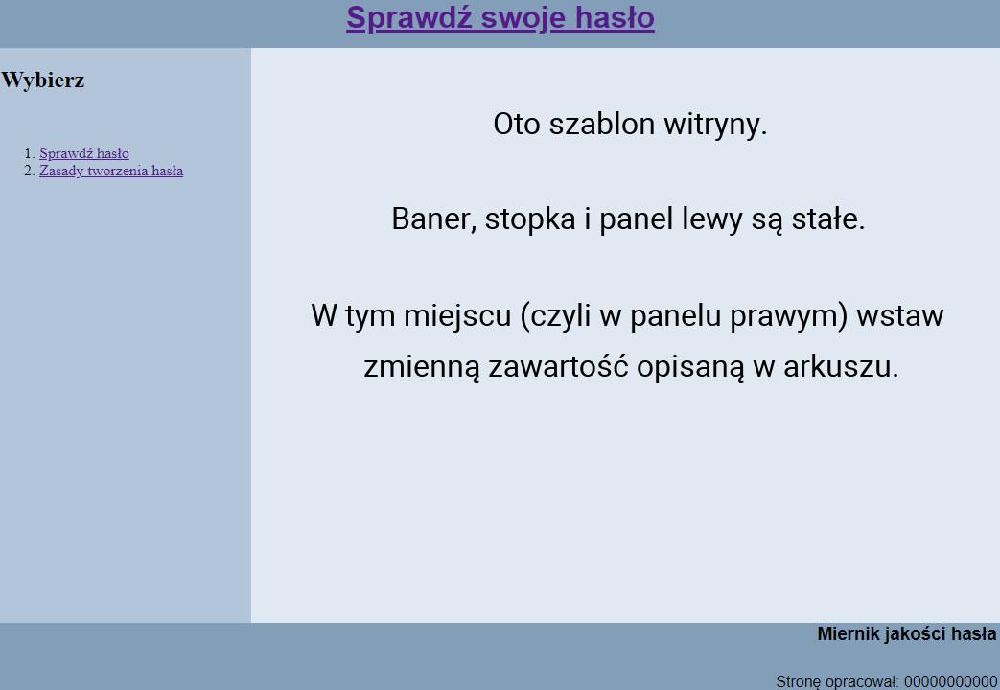 Sprawdź swoje hasło
Wybierz
1. Sprawdź hasło
2. Zasady tworzenia hasła
Oto szablon witryny.
Baner, stopka i panel lewy są stałe.
W tym miejscu (czyli w panelu prawym) wstaw
zmienną zawartość opisaną w arkuszu.
Miernik jakości hasła
Stronę opracował: 00000000000